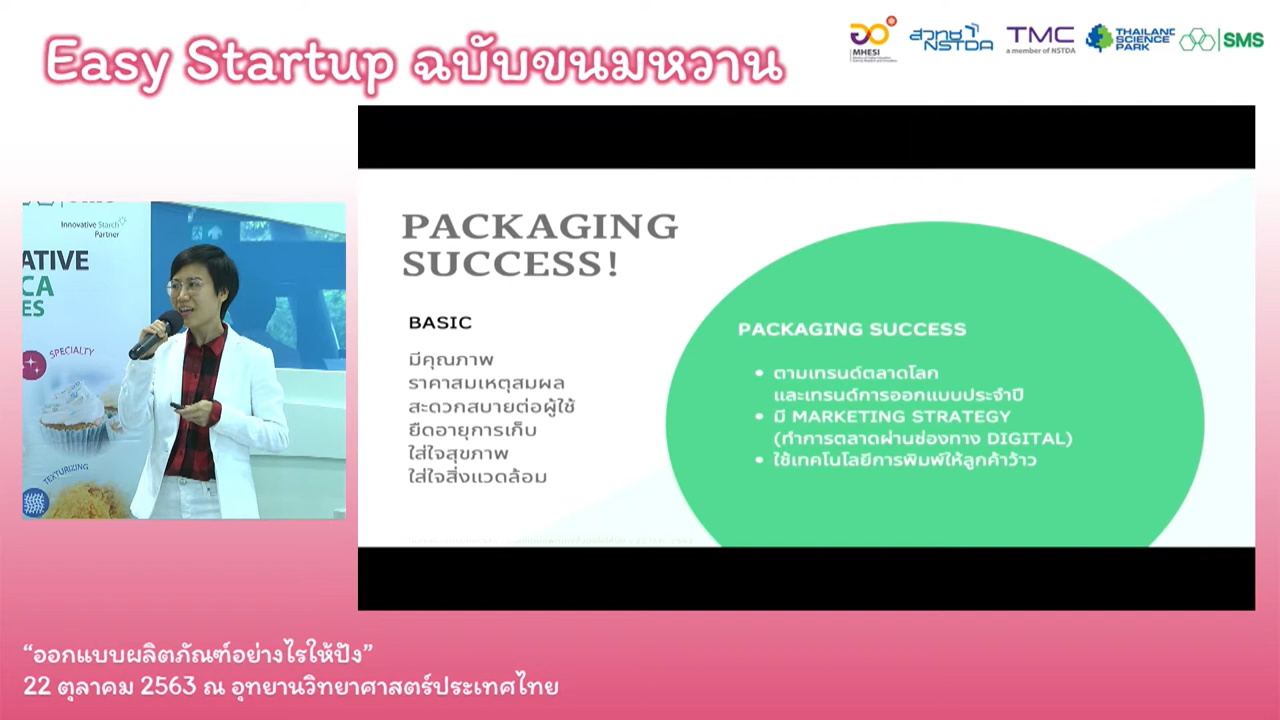 Easy Startup ฉบับขนมหวาน
MHESI
สวทช
NSTDA
TMC
a member of NSTDA
THAILAND
SCIENCE
PARK
SMS
Innovative Starch
Partner
ATIVE
CA
ES
SPECIALTY
TEXTURIZING
PACKAGING
SUCCESS!
BASIC
มีคุณภาพ
ราคาสมเหตุสมผล
สะดวกสบายต่อผู้ใช้
ยืดอายุการเก็บ
ใส่ใจสุขภาพ
ใส่ใจสิ่งแวดล้อม
PACKAGING SUCCESS
• ตามเทรนด์ตลาดโลก
และเทรนด์การออกแบบประจำปี
• มี MARKETING STRATEGY
(ทำการตลาดผ่านช่องทาง DIGITAL)
• ใช้เทคโนโลยีการพิมพ์ให้ลูกค้าว้าว
“ออกแบบผลิตภัณฑ์อย่างไรให้ปัง”
22 ตุลาคม 2563 ณ อุทยานวิทยาศาสตร์ประเทศไทย